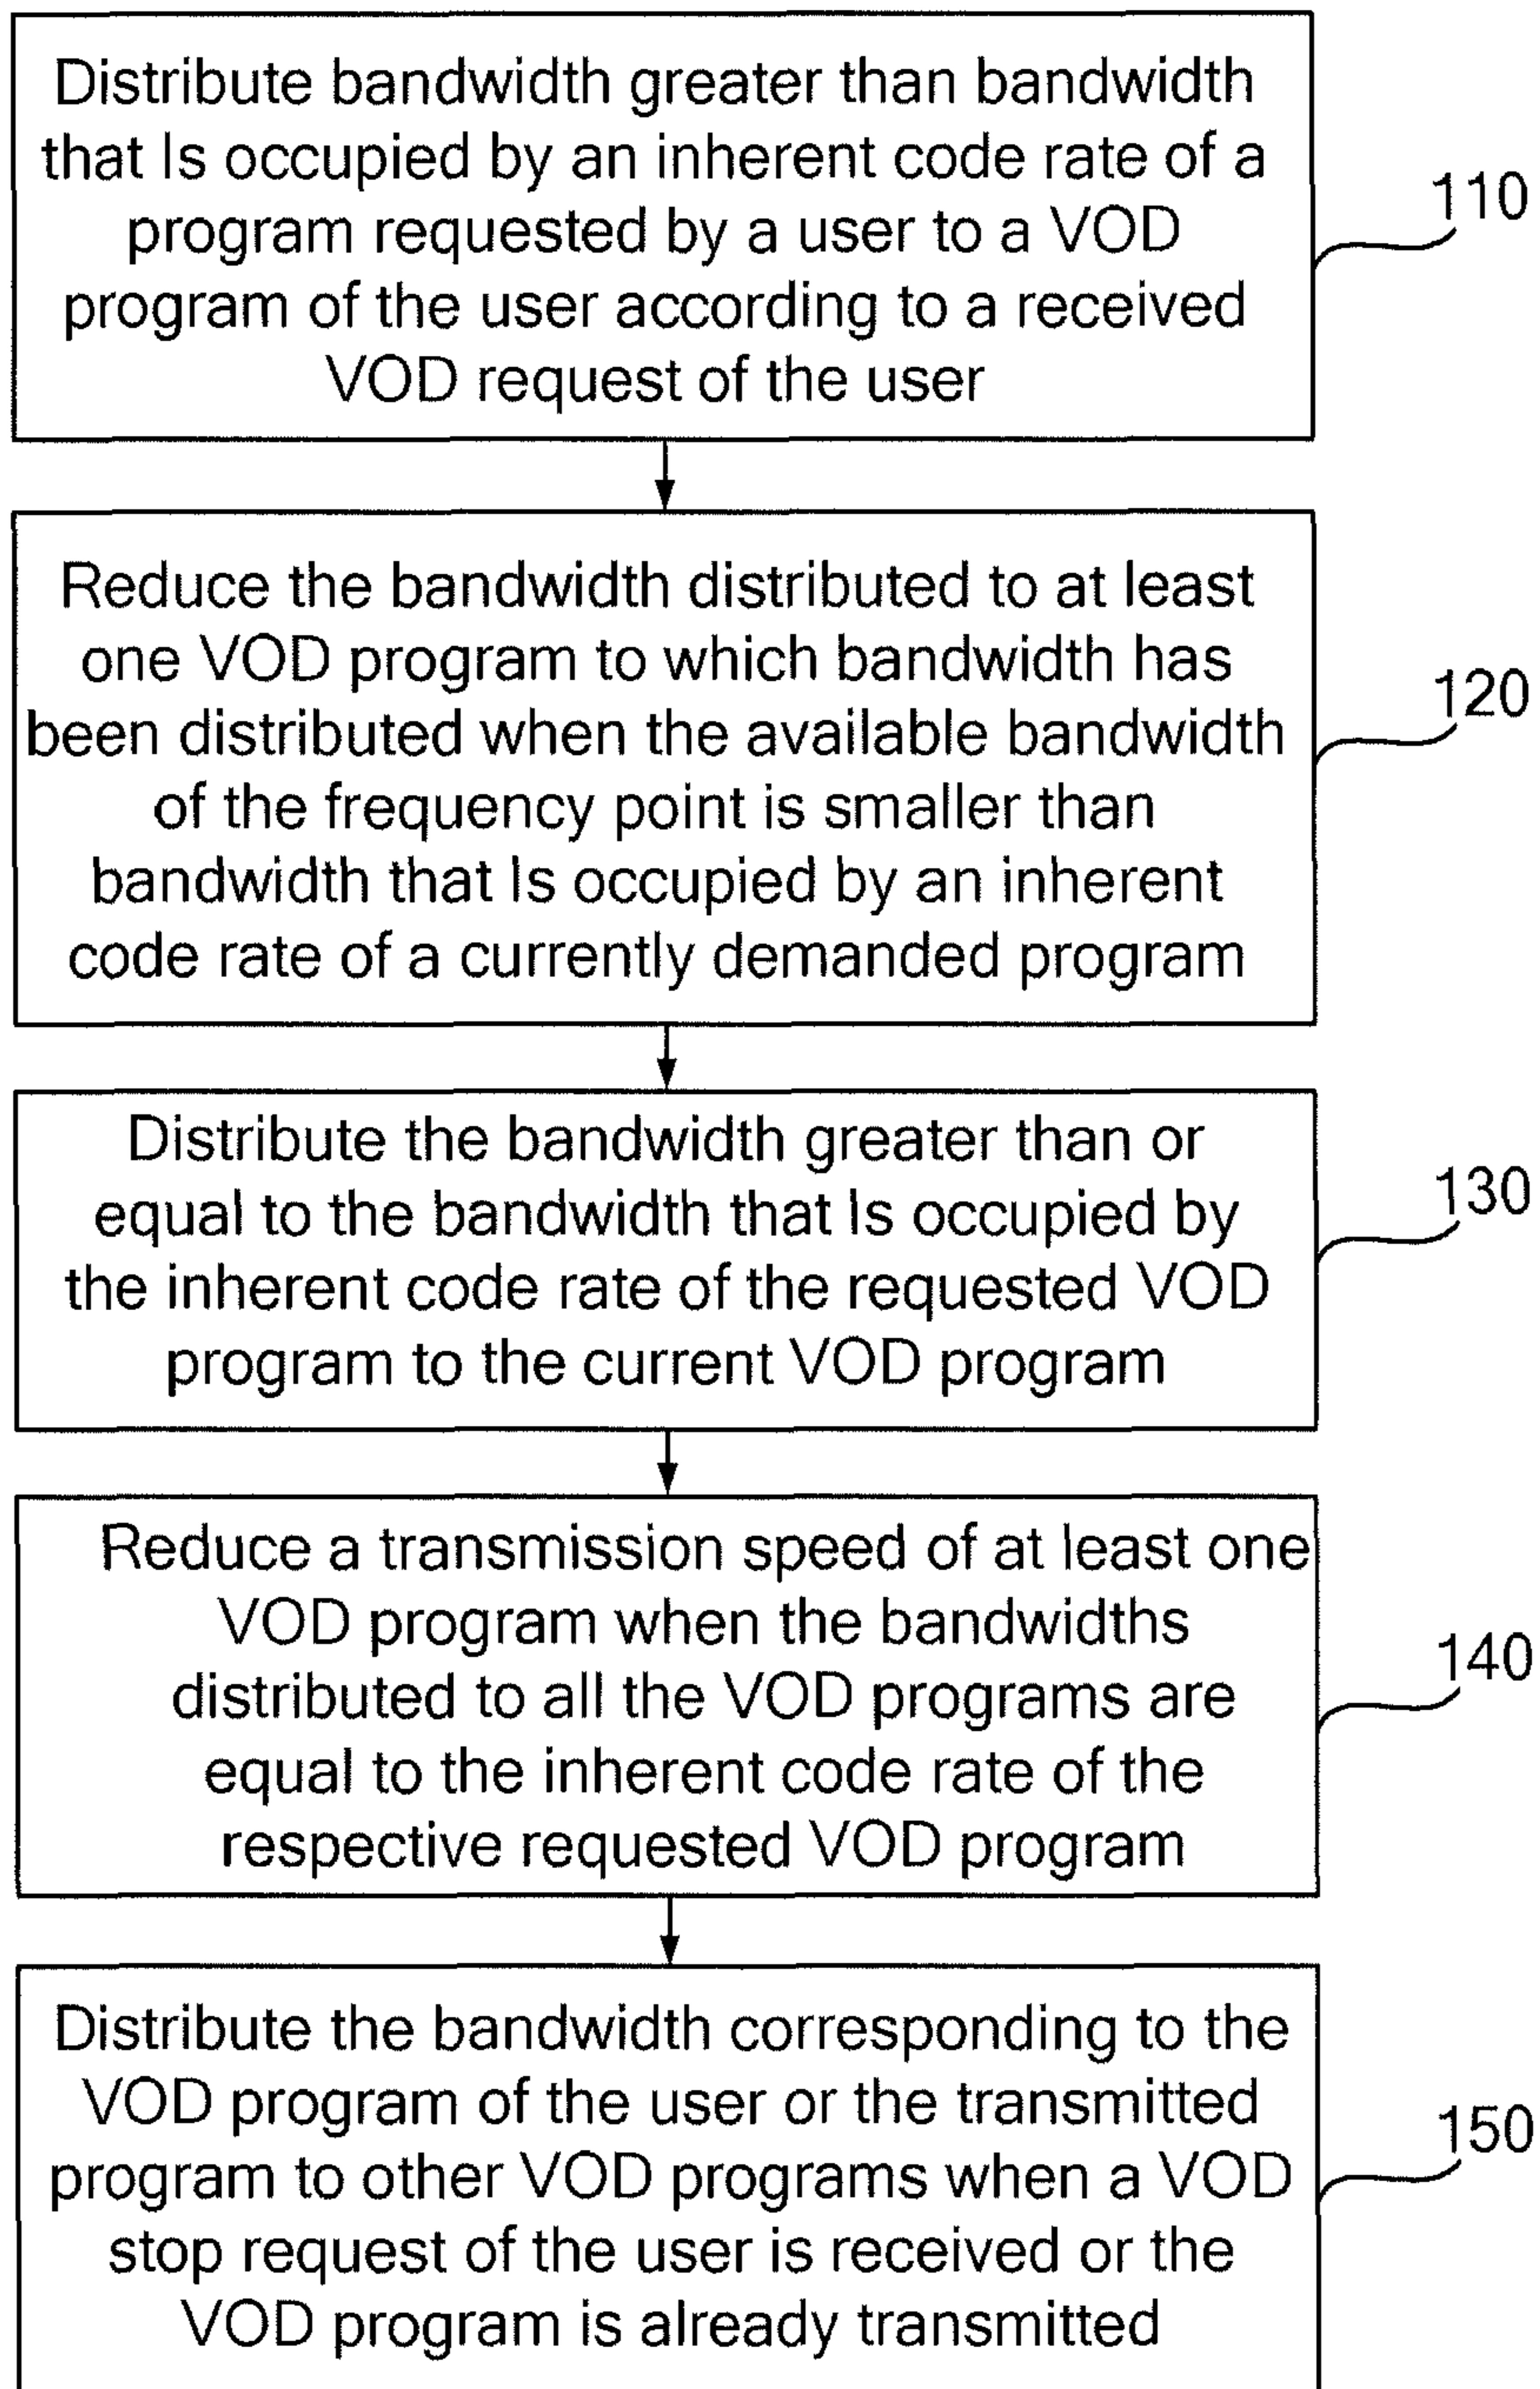 Distribute bandwidth greater than bandwidth
that Is occupied by an inherent code rate of a
program requested by a user to a VOD
program of the user according to a received
VOD request of the user
110
Reduce the bandwidth distributed to at least
one VOD program to which bandwidth has
been distributed when the available bandwidth
of the frequency point is smaller than
bandwidth that Is occupied by an inherent
code rate of a currently demanded program
120
Distribute the bandwidth greater than or
equal to the bandwidth that Is occupied by
the inherent code rate of the requested VOD
program to the current VOD program
130
Reduce a transmission speed of at least one
VOD program when the bandwidths
distributed to all the VOD programs are
equal to the inherent code rate of the
respective requested VOD program
140
Distribute the bandwidth corresponding to the
VOD program of the user or the transmitted
program to other VOD programs when a VOD
stop request of the user is received or the
VOD program is already transmitted
150